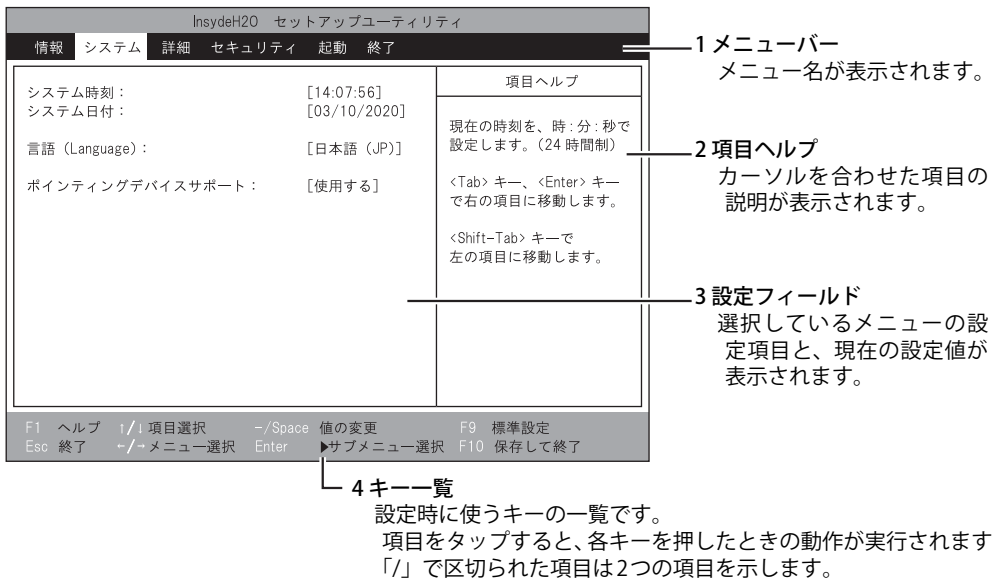 InsydeH2O セットアップユーティリティ
情報 システム 詳細 セキュリティ 起動 終了
システム時刻： [14:07:56]
システム日付： [03/10/2020]
言語（Language）： [日本語（JP）]
ポインティングデバイスサポート： [使用する]
項目ヘルプ
現在の時刻を、時：分：秒で
設定します。（24 時間制）
<Tab> キー、<Enter> キー
で右の項目に移動します。
<Shift-Tab> キーで
左の項目に移動します。
F1 ヘルプ ↑/↓ 項目選択 -/Space 値の変更 F9 標準設定
Esc 終了 ←/→ メニュー選択 Enter ▶サブメニュー選択 F10 保存して終了
1 メニューバー
メニュー名が表示されます。
2 項目ヘルプ
カーソルを合わせた項目の
説明が表示されます。
3 設定フィールド
選択しているメニューの設
定項目と、現在の設定値が
表示されます。
4 キー一覧
設定時に使うキーの一覧です。
項目をタップすると、各キーを押したときの動作が実行されます
「/」で区切られた項目は2つの項目を示します。